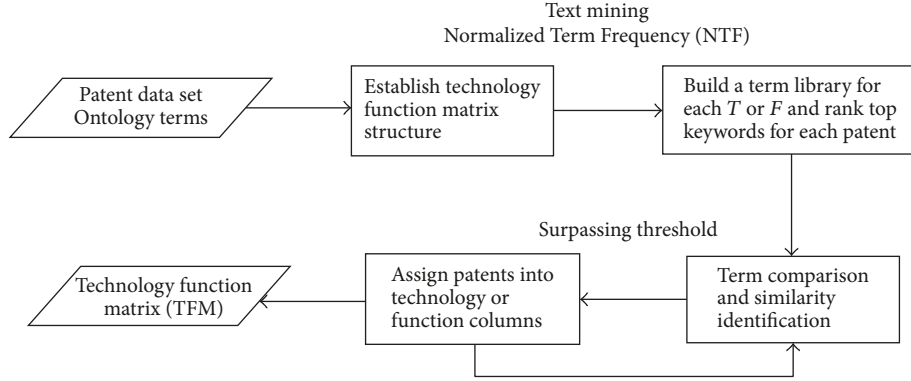 Text mining
Normalized Term Frequency (NTF)
Patent data set
Ontology terms
Establish technology
function matrix
structure
Build a term library for
each T or F and rank top
keywords for each patent
Surpassing threshold
Technology function
matrix (TFM)
Assign patents into
technology or
function columns
Term comparison
and similarity
identification